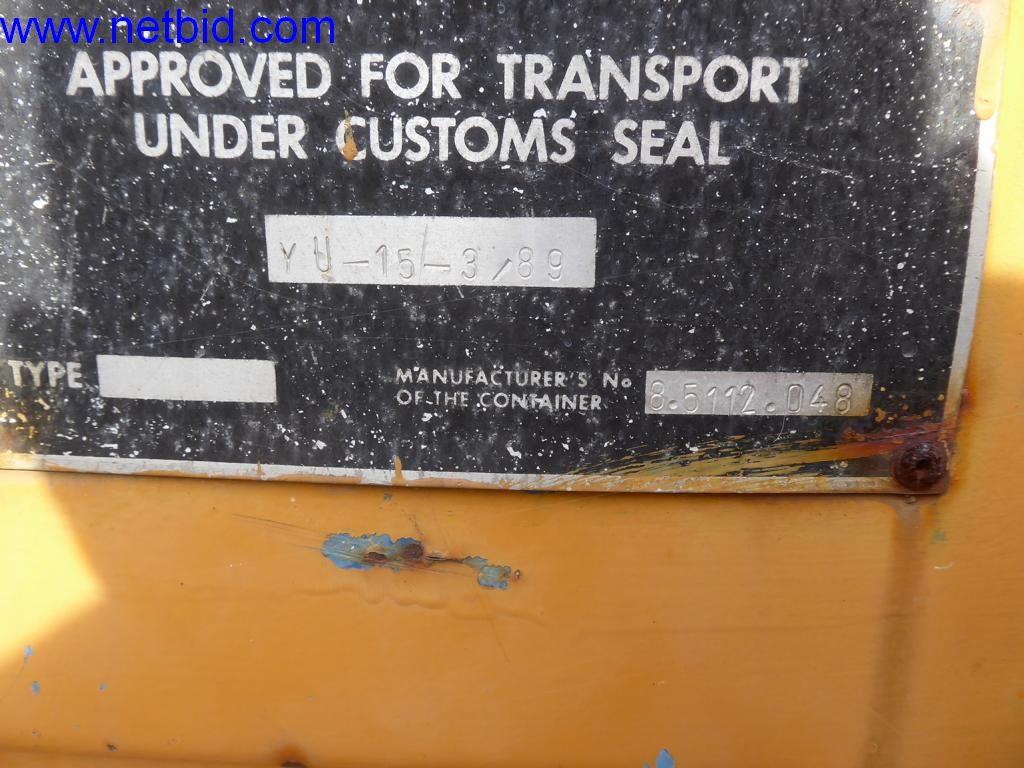 www.netbid.com
APPROVED FOR TRANSPORT
UNDER CUSTOMS SEAL
YU-15-3/89
TYPE
MANUFACTURER'S No
OF THE CONTAINER
8.5112.048